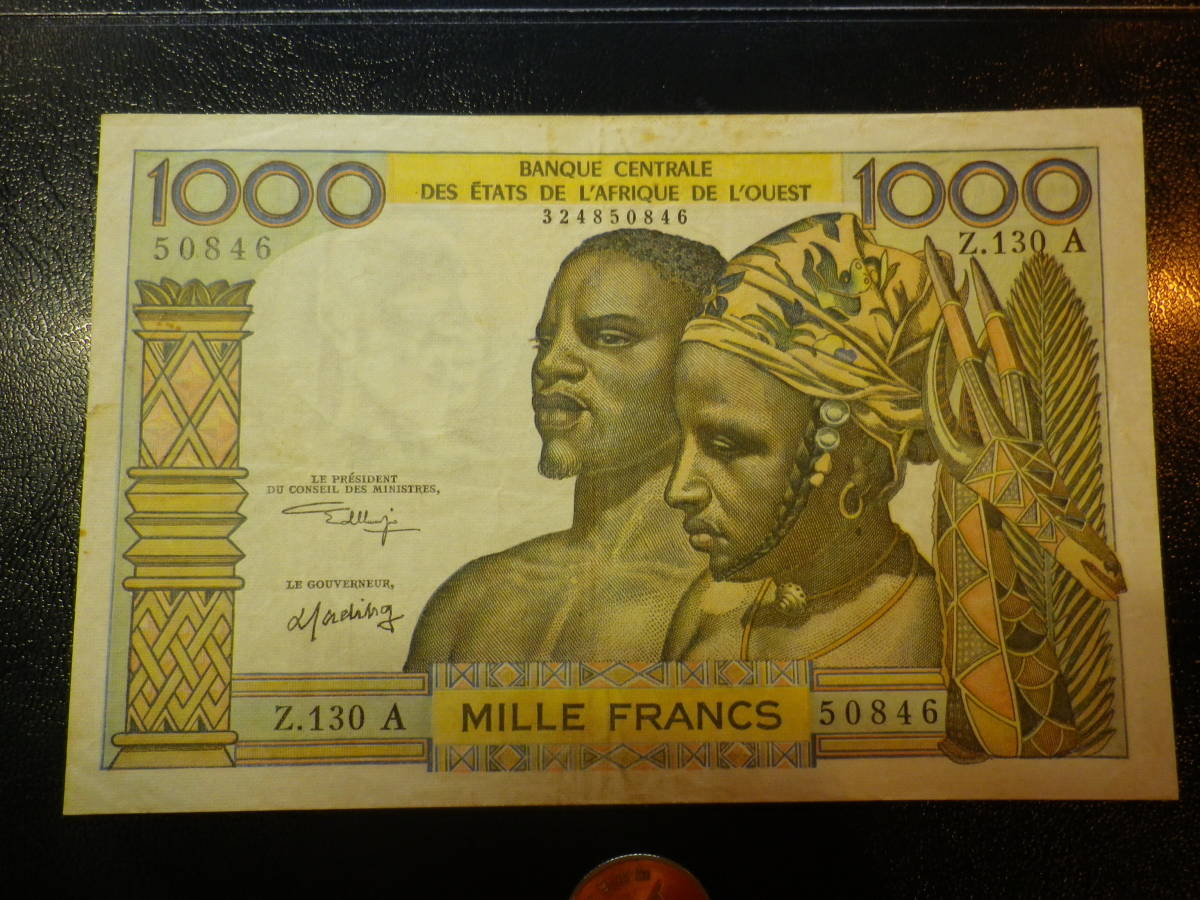 1000
BANQUE CENTRALE
DES ÉTATS DE L'AFRIQUE DE L'OUEST
1000
324850846
50846
Z.130 A
LE PRÉSIDENT
DU CONSEIL DES MINISTRES,
LE GOUVERNEUR,
Z.130 A
MILLE FRANCS
50846